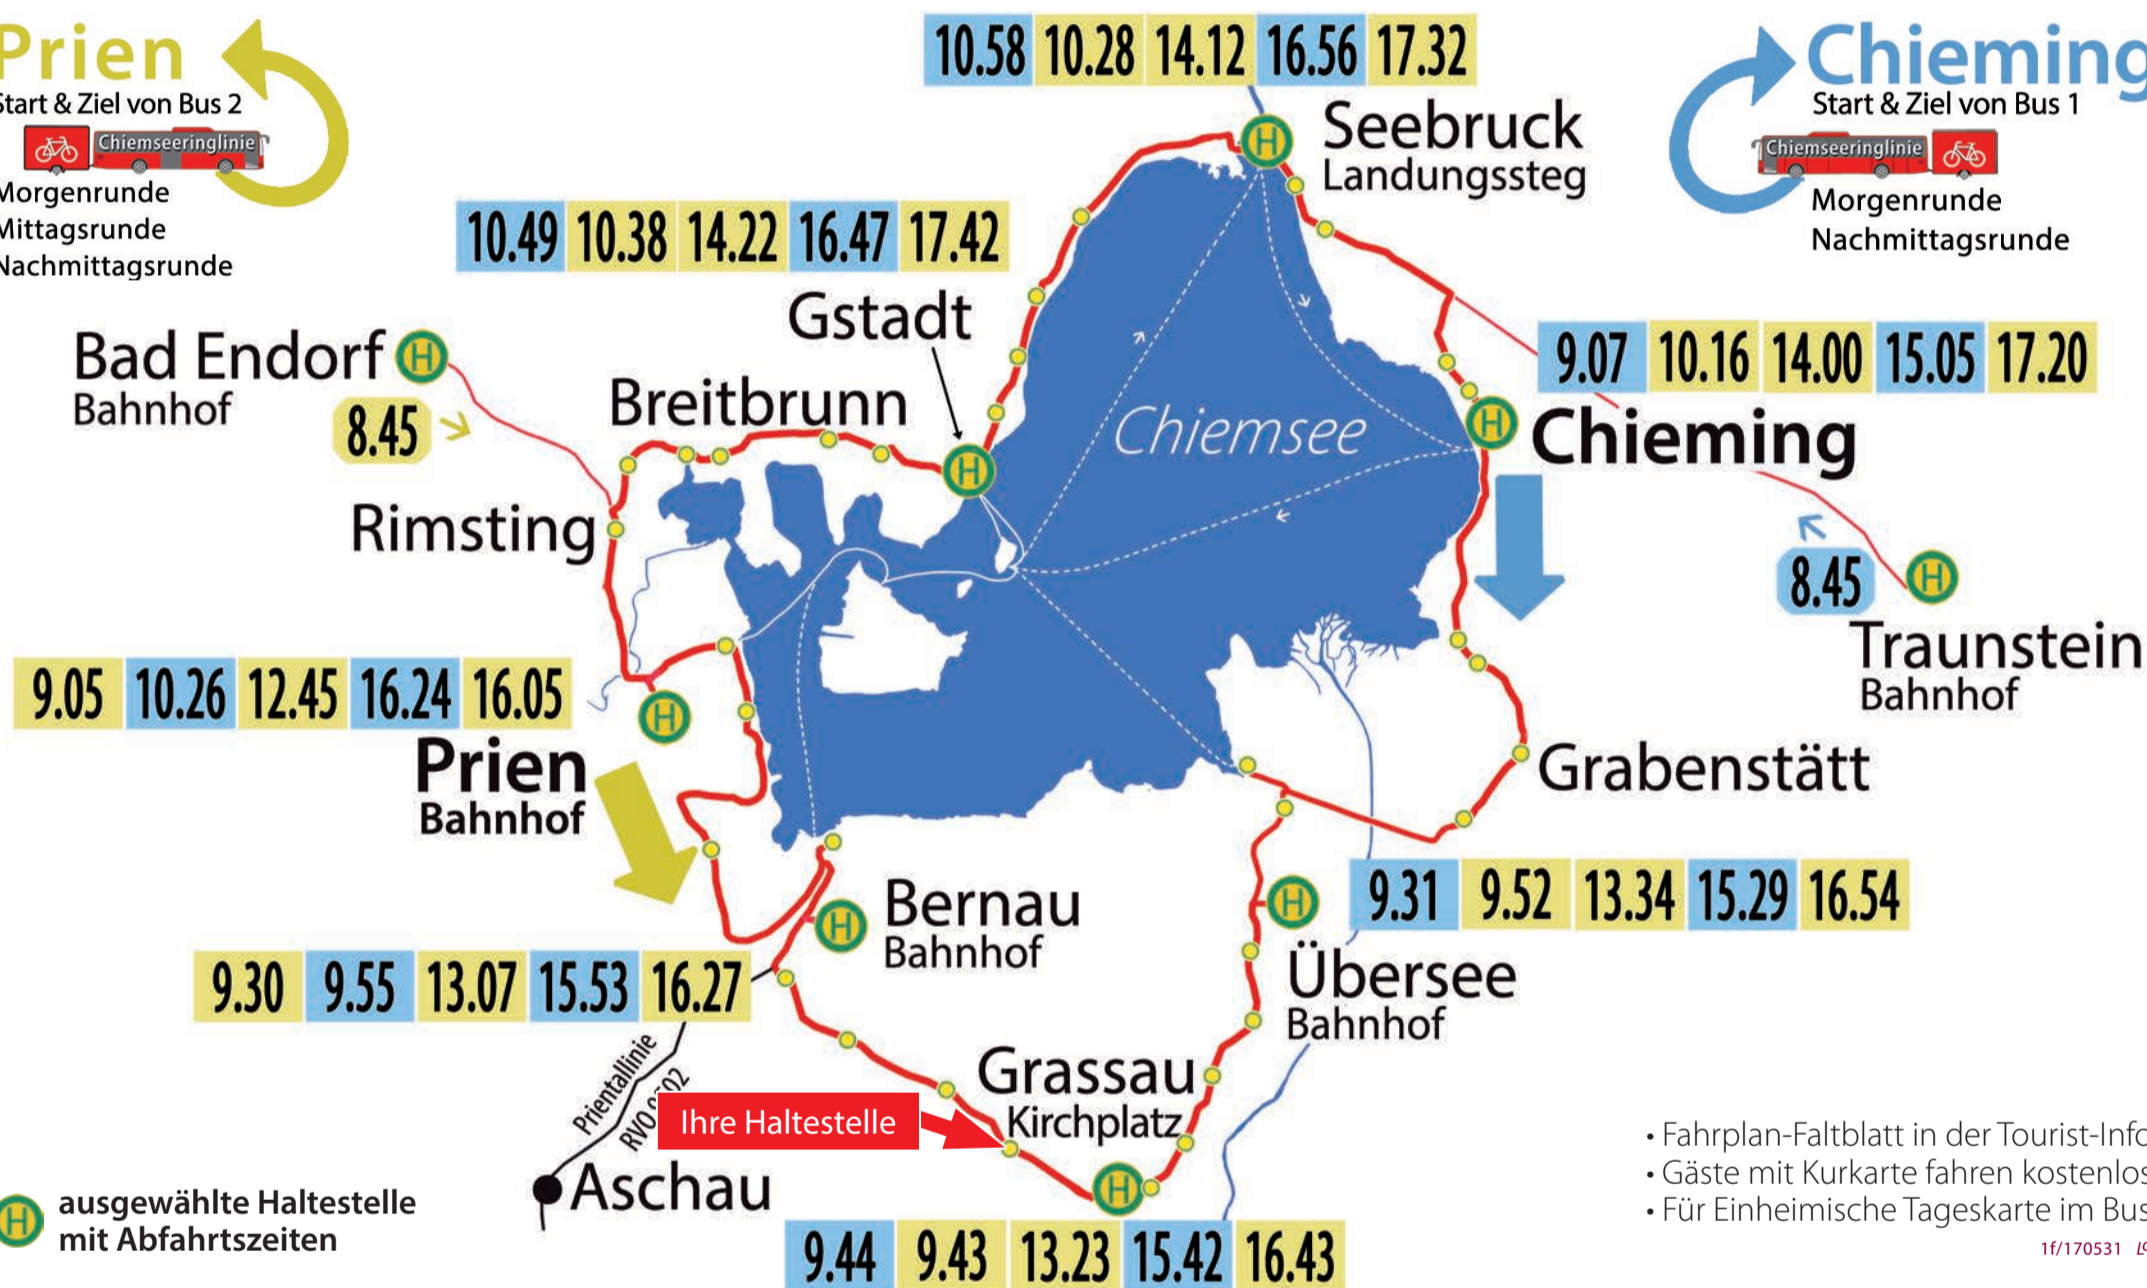 Prien
Start & Ziel von Bus 2
Chiemseeringlinie
Morgenrunde
Mittagsrunde
Nachmittagsrunde
10.58 10.28 14.12 16.56 17.32
Seebruck
Landungssteg
Chieming
Start & Ziel von Bus 1
Chiemseeringlinie
Morgenrunde
Nachmittagsrunde
10.49 10.38 14.22 16.47 17.42
Gstadt
Bad Endorf H
Bahnhof
8.45
Breitbrunn
H
H
Chiemsee
9.07 10.16 14.00 15.05 17.20
H Chieming
Rimsting
8.45 H
Traunstein
Bahnhof
9.05 10.26 12.45 16.24 16.05
H
Prien
Bahnhof
Grabenstätt
H Bernau
Bahnhof
9.31 9.52 13.34 15.29 16.54
H
Übersee
Bahnhof
9.30 9.55 13.07 15.53 16.27
Prientallinie
RVO
Grassau
Kirchplatz
Ihre Haltestelle
Aschau
H
H ausgewählte Haltestelle
mit Abfahrtszeiten
9.44 9.43 13.23 15.42 16.43
• Fahrplan-Faltblatt in der Tourist-Info
• Gäste mit Kurkarte fahren kostenlos
• Für Einheimische Tageskarte im Bus
1f/170531